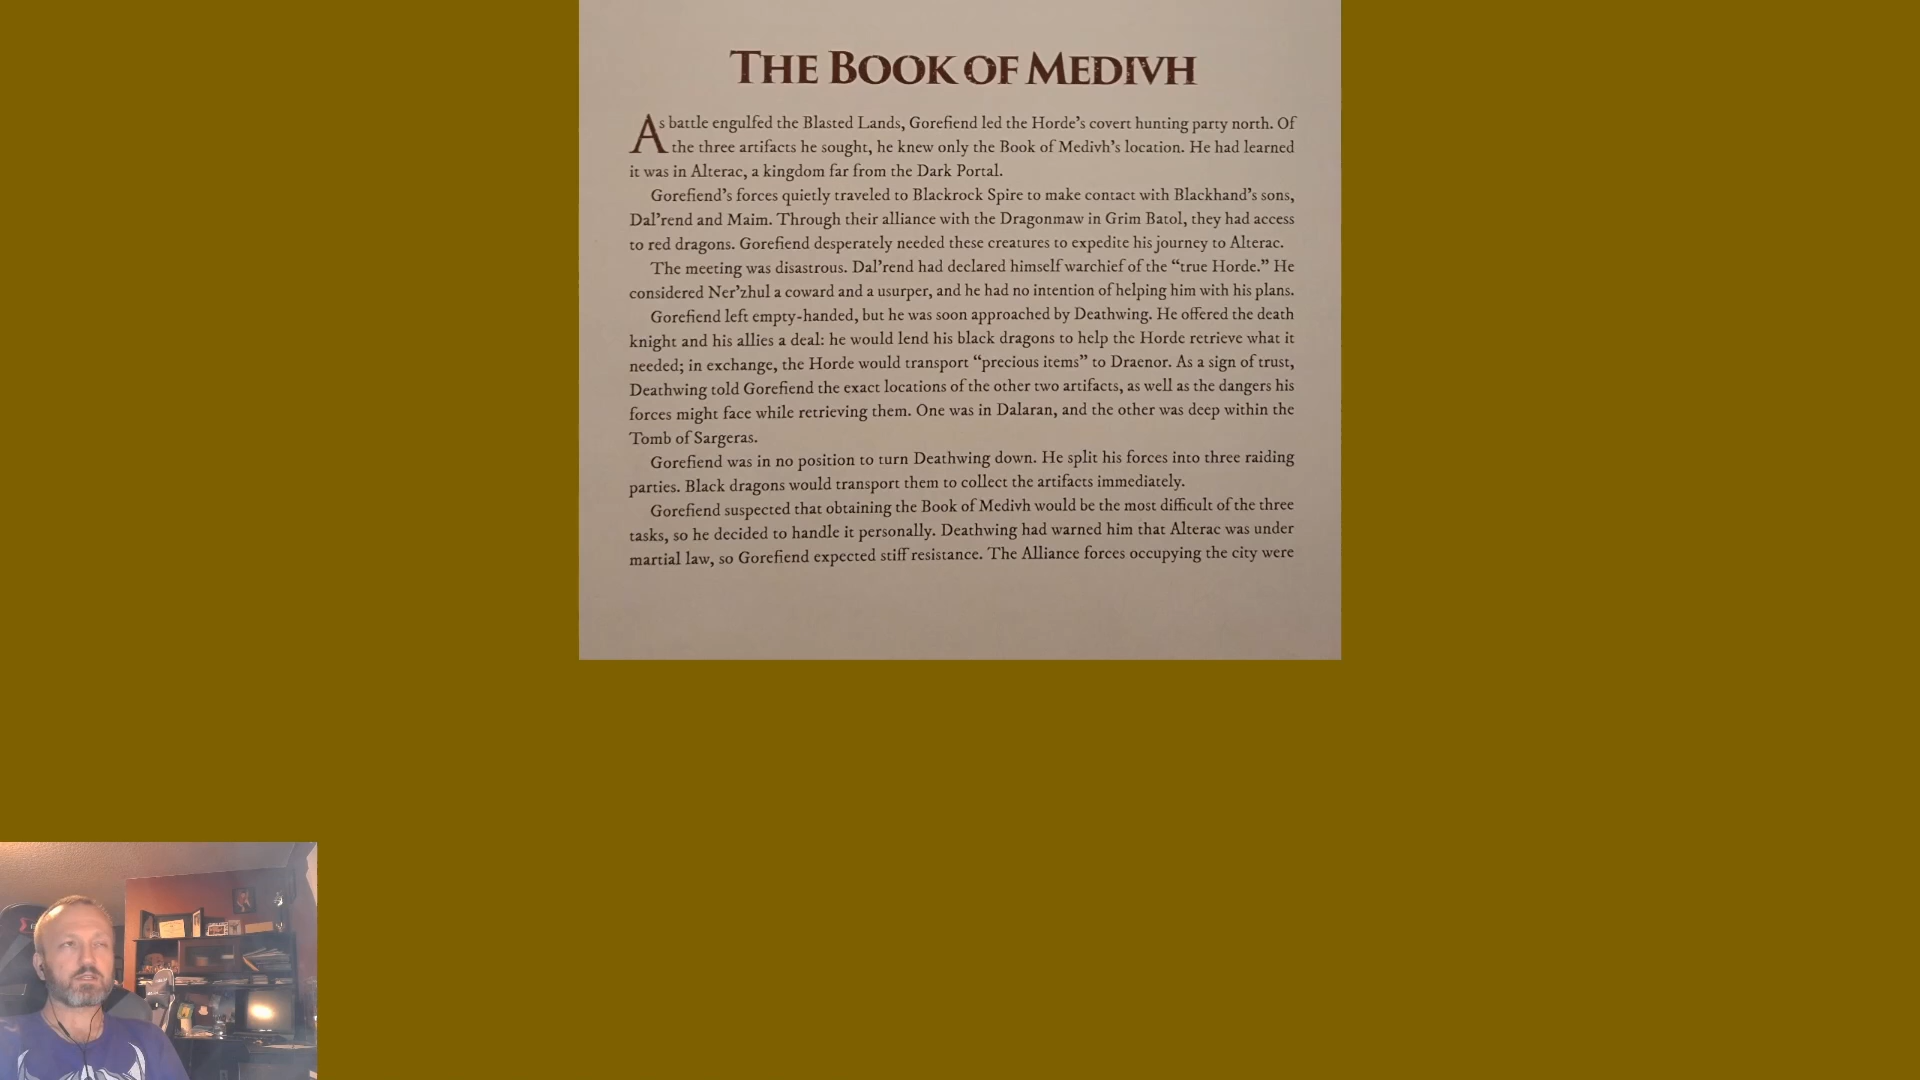 THE BOOK OF MEDIVH
As battle engulfed the Blasted Lands, Gorefiend led the Horde's covert hunting party north. Of
the three artifacts he sought, he knew only the Book of Medivh's location. He had learned
it was in Alterac, a kingdom far from the Dark Portal.
Gorefiend's forces quietly traveled to Blackrock Spire to make contact with Blackhand's sons,
Dal'rend and Maim. Through their alliance with the Dragonmaw in Grim Batol, they had access
to red dragons. Gorefiend desperately needed these creatures to expedite his journey to Alterac.
The meeting was disastrous. Dal'rend had declared himself warchief of the “true Horde.” He
considered Ner'zhul a coward and a usurper, and he had no intention of helping him with his plans.
Gorefiend left empty-handed, but he was soon approached by Deathwing. He offered the death
knight and his allies a deal: he would lend his black dragons to help the Horde retrieve what it
needed; in exchange, the Horde would transport “precious items” to Draenor. As a sign of trust,
Deathwing told Gorefiend the exact locations of the other two artifacts, as well as the dangers his
forces might face while retrieving them. One was in Dalaran, and the other was deep within the
Tomb of Sargeras.
Gorefiend was in no position to turn Deathwing down. He split his forces into three raiding
parties. Black dragons would transport them to collect the artifacts immediately.
Gorefiend suspected that obtaining the Book of Medivh would be the most difficult of the three
tasks, so he decided to handle it personally. Deathwing had warned him that Alterac was under
martial law, so Gorefiend expected stiff resistance. The Alliance forces occupying the city were